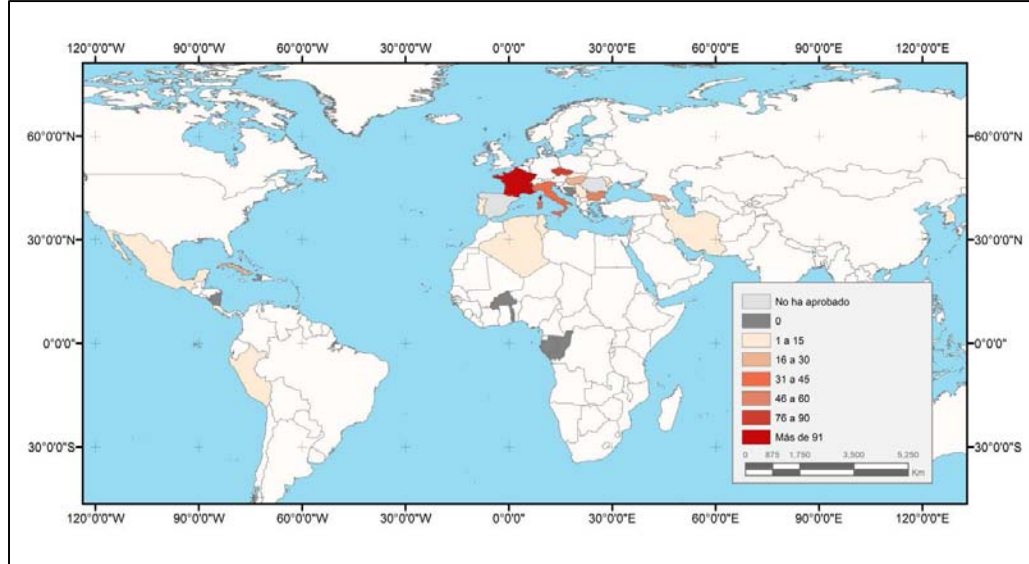 120°0'0"W 90°0'0"W 60°0'0"W 30°0'0"W 0°0'0" 30°0'0"E 60°0'0"E 90°0'0"E 120°0'0"E
60°0'0"N 60°0'0"N
30°0'0"N 30°0'0"N
No ha aprobado
0
0°0'0" 1 a 15 0°0'0"
16 a 30
31 a 45
46 a 60
76 a 90
Más de 91
30°0'0"S 30°0'0"S
0 875 1,750 3,500 5,250
Km
120°0'0"W 90°0'0"W 60°0'0"W 30°0'0"W 0°0'0" 30°0'0"E 60°0'0"E 90°0'0"E 120°0'0"E